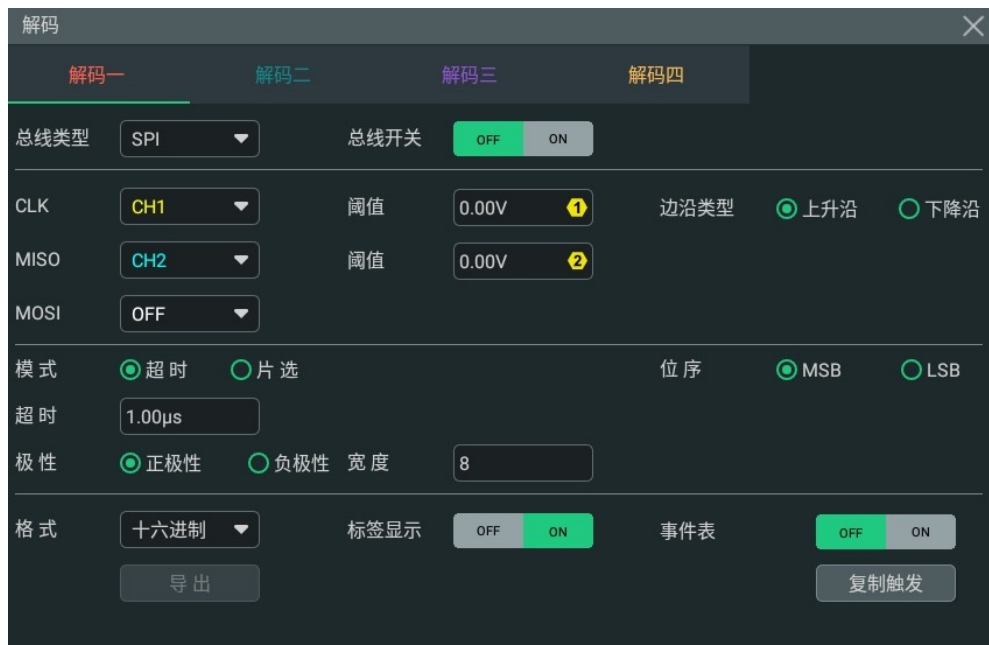 解码
解码一 解码二 解码三 解码四
总线类型 SPI 总线开关 OFF ON
CLK CH1 阈值 0.00V 1 边沿类型 上升沿 下降沿
MISO CH2 阈值 0.00V 2
MOSI OFF
模式 超时 片选 位序 MSB LSB
超时 1.00μs
极性 正极性 负极性 宽度 8
格式 十六进制 标签显示 OFF ON 事件表 OFF ON
导出 复制触发